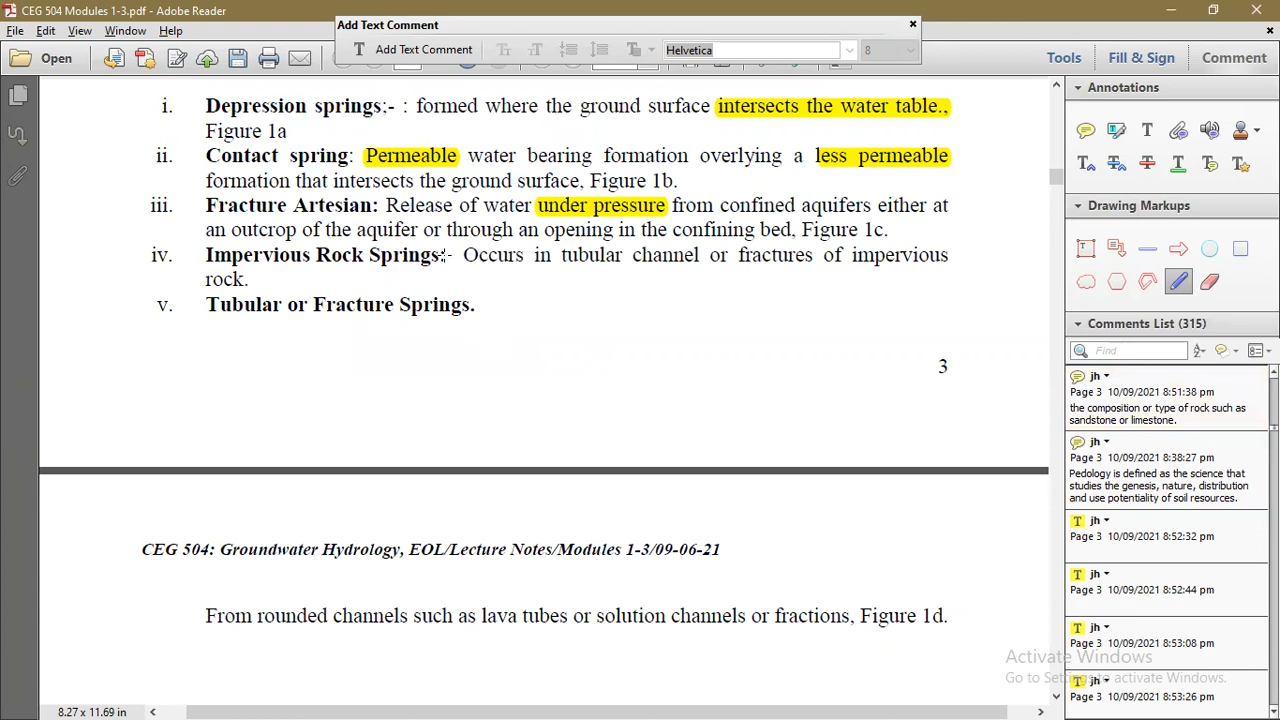 CEG 504 Modules 1-3.pdf - Adobe Reader
File Edit View Window Help
Add Text Comment
Open
T Add Text Comment
Helvetica
8
Tools Fill & Sign Comment
i. Depression springs;- : formed where the ground surface intersects the water table.,
Figure 1a
ii. Contact spring: Permeable water bearing formation overlying a less permeable
formation that intersects the ground surface, Figure 1b.
iii. Fracture Artesian: Release of water under pressure from confined aquifers either at
an outcrop of the aquifer or through an opening in the confining bed, Figure 1c.
iv. Impervious Rock Springs:- Occurs in tubular channel or fractures of impervious
rock.
v. Tubular or Fracture Springs.
3
CEG 504: Groundwater Hydrology, EOL/Lecture Notes/Modules 1-3/09-06-21
From rounded channels such as lava tubes or solution channels or fractions, Figure 1d.
8.27 x 11.69 in
Annotations
Drawing Markups
Comments List (315)
Find
jh
Page 3 10/09/2021 8:51:38 pm
the composition or type of rock such as
sandstone or limestone.
jh
Page 3 10/09/2021 8:38:27 pm
Pedology is defined as the science that
studies the genesis, nature, distribution
and use potentiality of soil resources.
jh
Page 3 10/09/2021 8:52:32 pm
jh
Page 3 10/09/2021 8:52:44 pm
jh
Page 3 10/09/2021 8:53:08 pm
jh
Page 3 10/09/2021 8:53:26 pm
Activate Windows
Go to Settings to activate Windows.